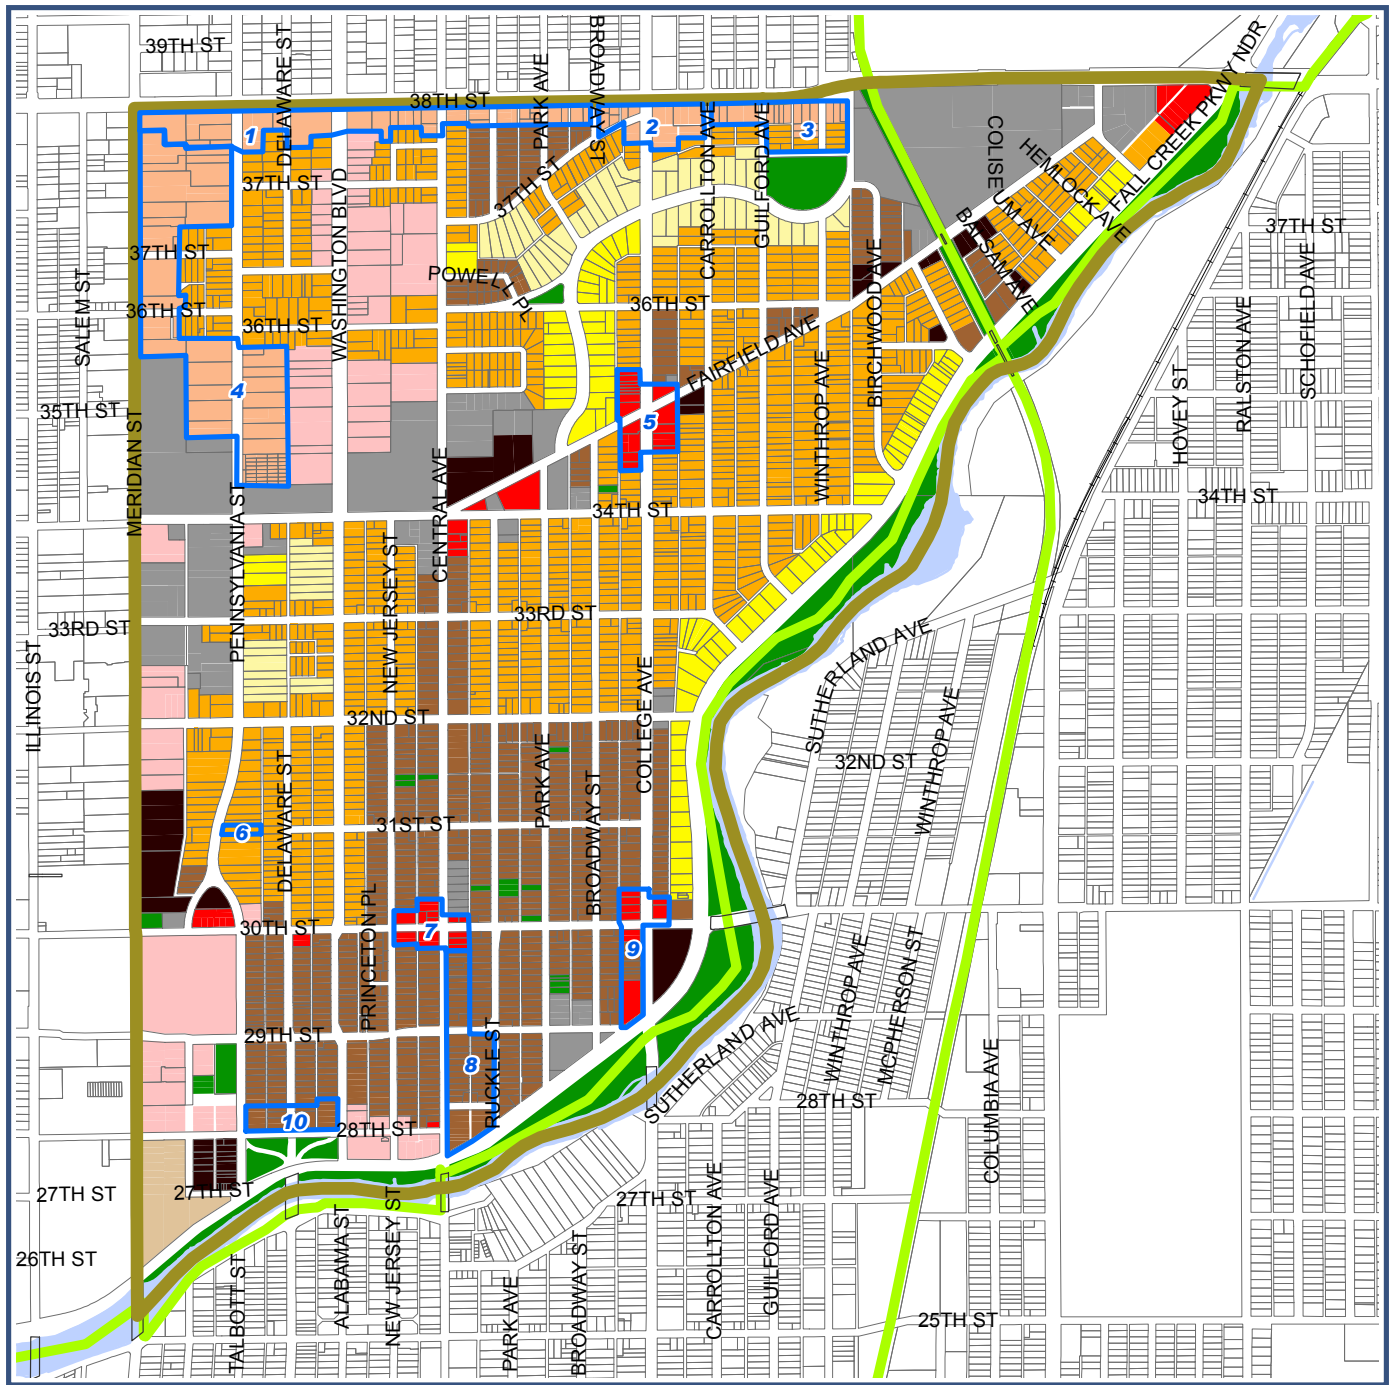 39TH ST
DELAWARE ST
PARK AVE
BROADWAY ST
FALL CREEK PKWY NDR
38TH ST
1
2
3
CARROLLTON AVE
GUILFORD AVE
COLISEUM AVE
HEMLOCK AVE
37TH ST
37TH ST
WASHINGTON BLVD
BALSAM AVE
37TH ST
37TH ST
SALEM ST
POWELL PL
BIRCHWOOD AVE
SCHOFIELD AVE
36TH ST
36TH ST
36TH ST
RALSTON AVE
FAIRFIELD AVE
WINTHROP AVE
HOVEY ST
4
35TH ST
5
MERIDIAN ST
CENTRAL AVE
34TH ST
34TH ST
PENNSYLVANIA ST
NEW JERSEY ST
33RD ST
33RD ST
SUTHERLAND AVE
ILLINOIS ST
COLLEGE AVE
WINTHROP AVE
32ND ST
32ND ST
DELAWARE ST
PARK AVE
BROADWAY ST
31ST ST
6
PRINCETON PL
30TH ST
7
9
WINTHROP AVE
MCPHERSON ST
29TH ST
SUTHERLAND AVE
COLUMBIA AVE
8
RUCKLE ST
28TH ST
10
28TH ST
27TH ST
27TH ST
27TH ST
CARROLLTON AVE
GUILFORD AVE
26TH ST
TALBOTT ST
ALABAMA ST
NEW JERSEY ST
PARK AVE
BROADWAY ST
25TH ST